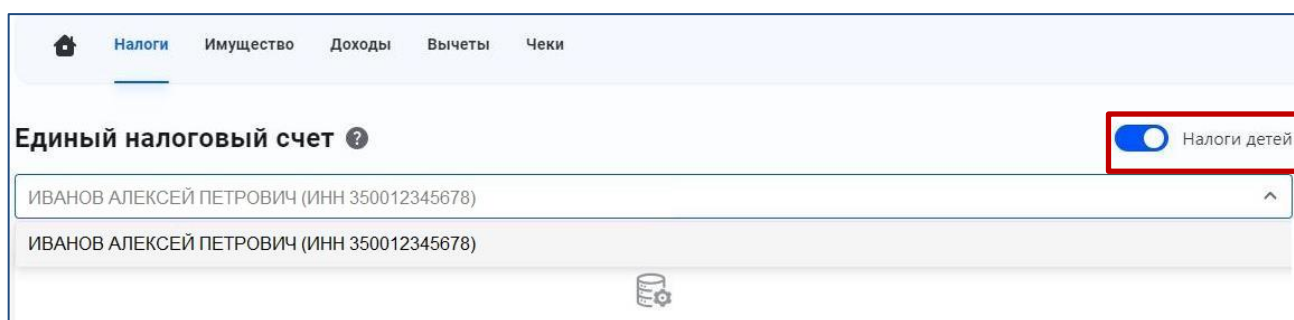 Налоги Имущество Доходы Вычеты Чеки
Единый налоговый счет ? Налоги детей
ИВАНОВ АЛЕКСЕЙ ПЕТРОВИЧ (ИНН 350012345678)
ИВАНОВ АЛЕКСЕЙ ПЕТРОВИЧ (ИНН 350012345678)